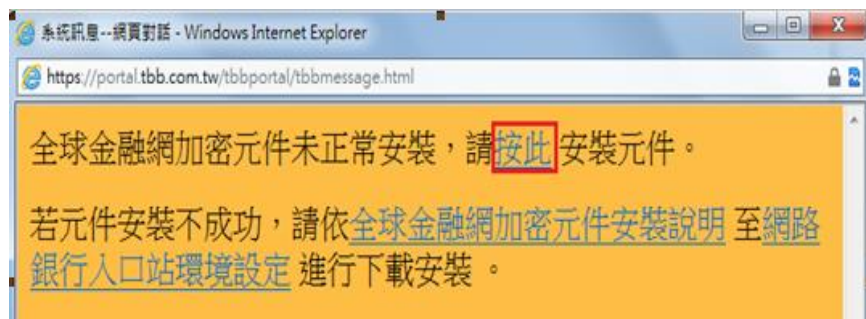 系統訊息--網頁對話 - Windows Internet Explorer
https://portal.tbb.com.tw/tbbportal/tbbmessage.html
全球金融網加密元件未正常安裝，請按此 安裝元件。
若元件安裝不成功，請依全球金融網加密元件安裝說明 至網路
銀行入口站環境設定 進行下載安裝 。